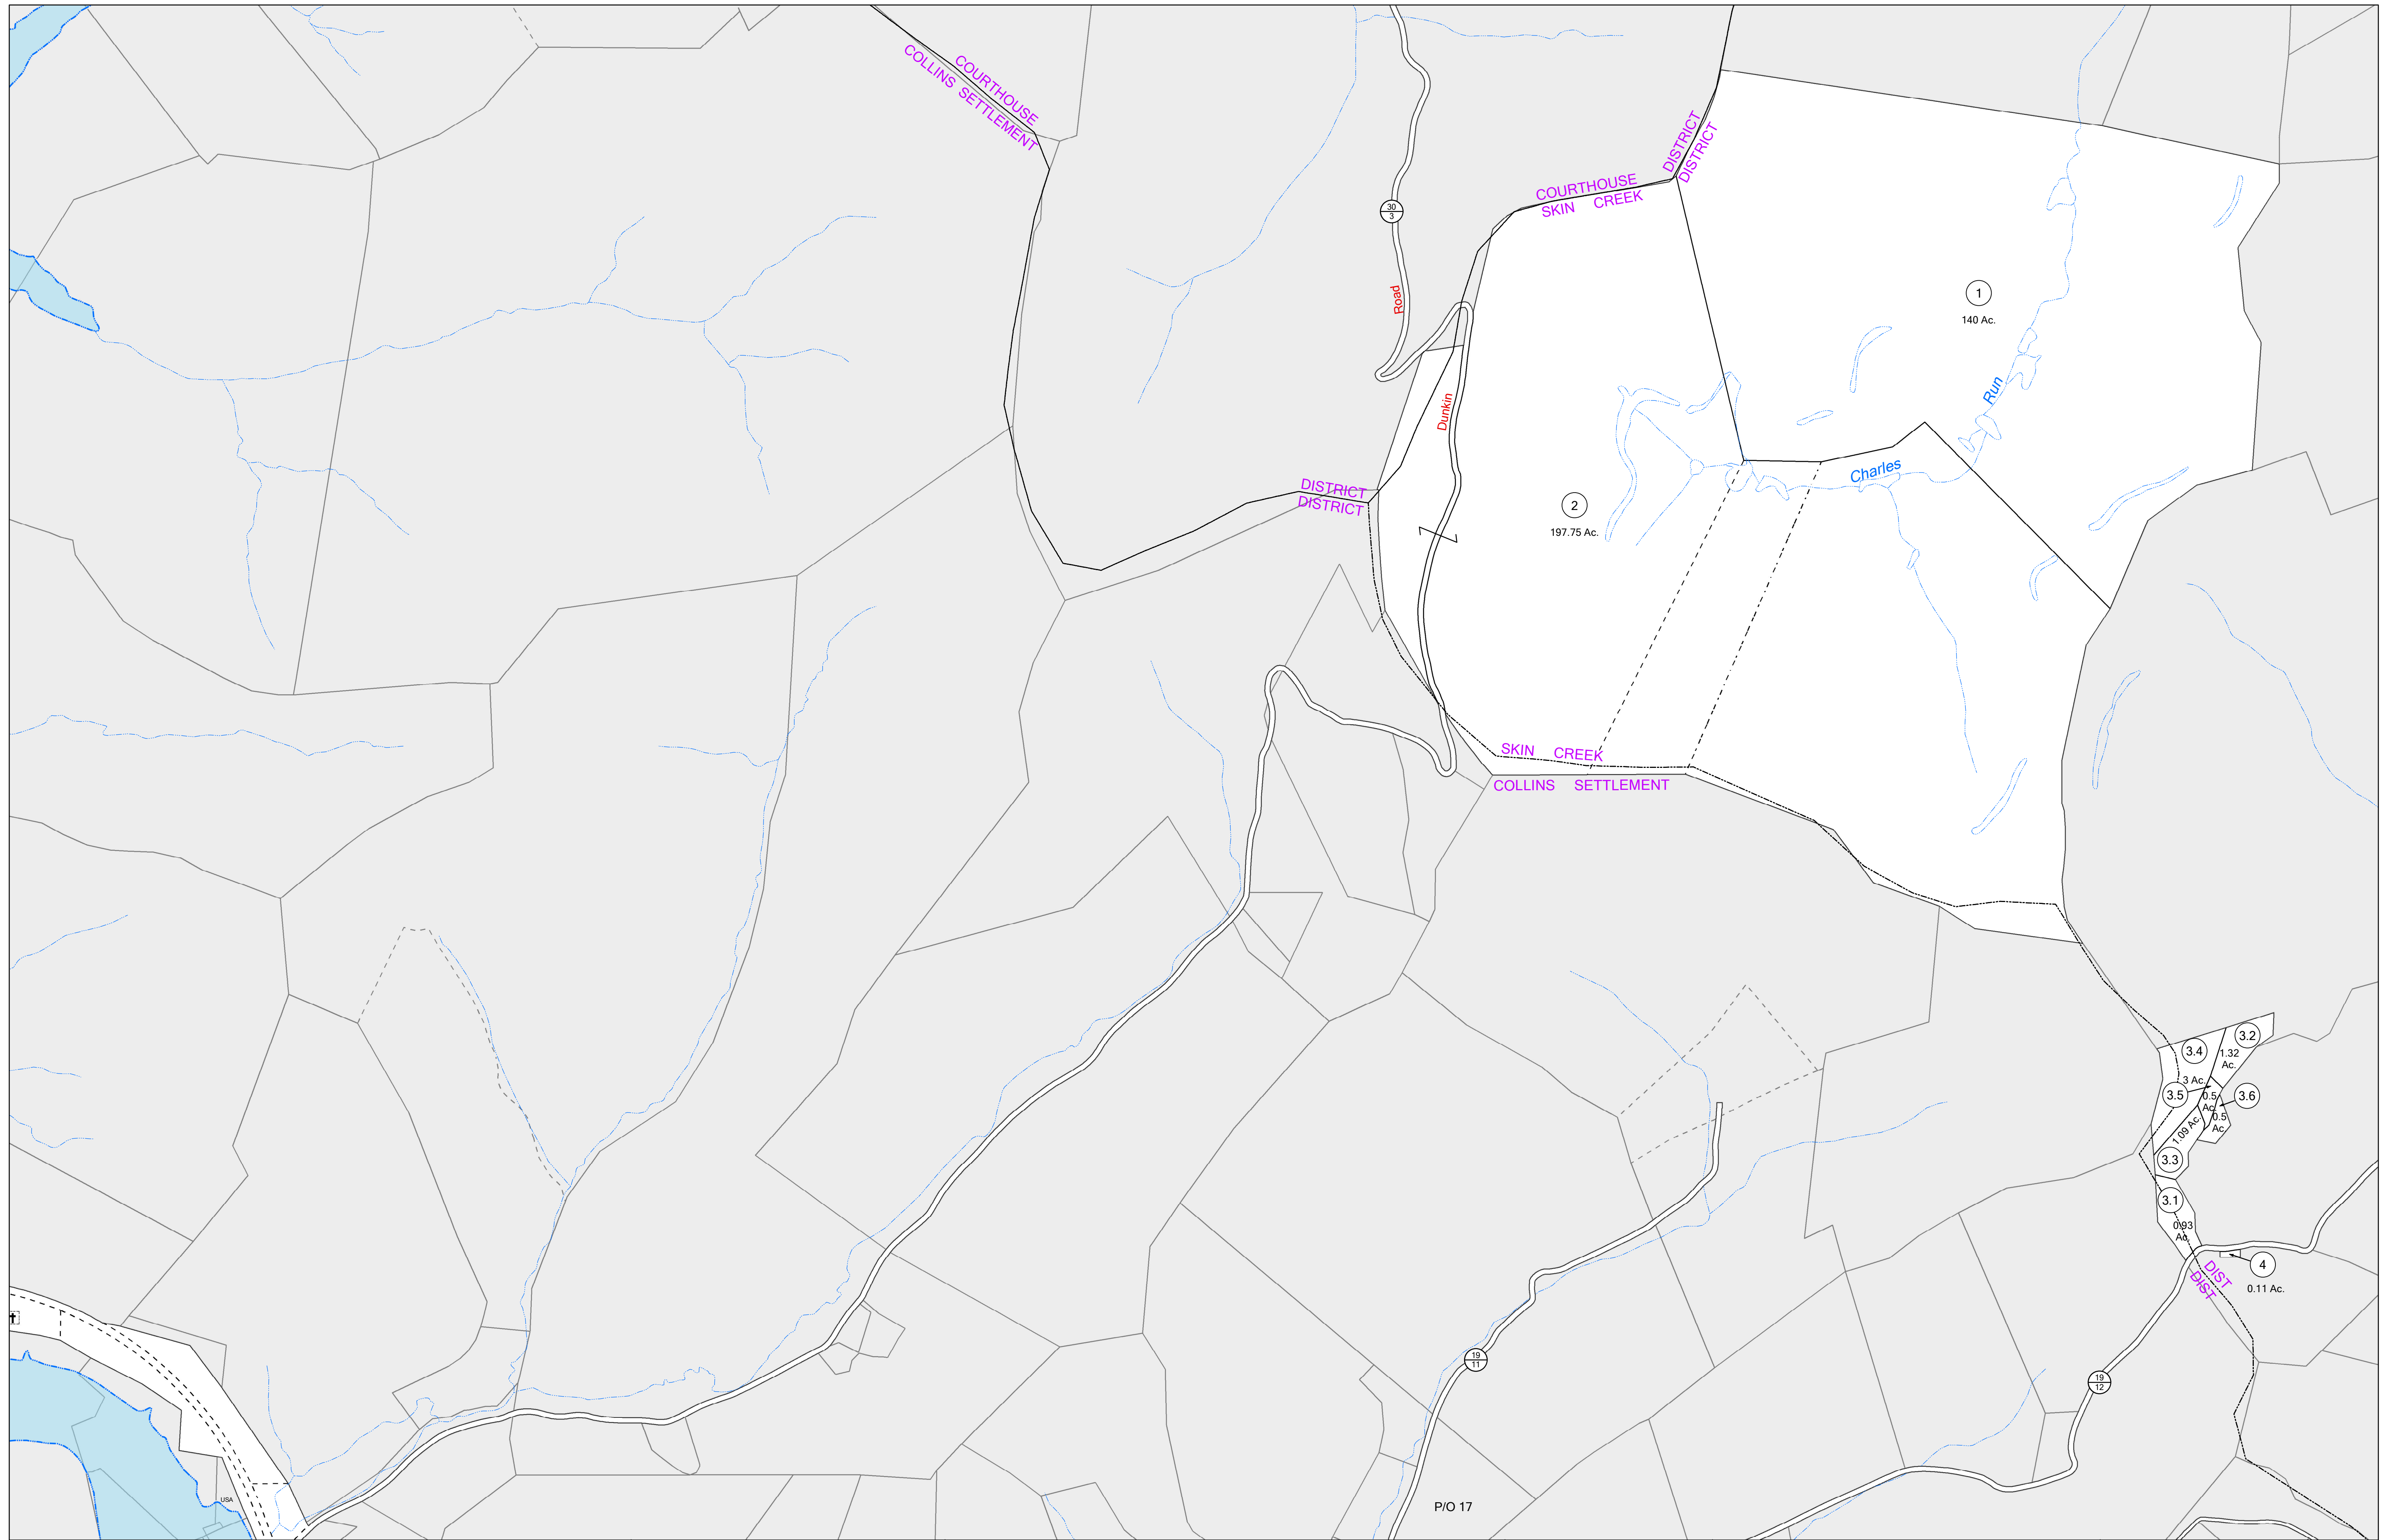 COURTHOUSE
COLLINS SETTLEMENT
DISTRICT
DISTRICT
COURTHOUSE
SKIN CREEK
30
3
Road
1
140 Ac.
Run
Dunkin
Charles
DISTRICT
DISTRICT
2
197.75 Ac.
SKIN CREEK
COLLINS SETTLEMENT
3.2
3.4
1.32
Ac.
3 Ac.
3.5
0.5
Ac.
3.6
0.5
Ac.
1.09 Ac.
3.3
3.1
0.93
Ac.
4
0.11 Ac.
DIST
DIST
19
11
19
12
USA
P/O 17